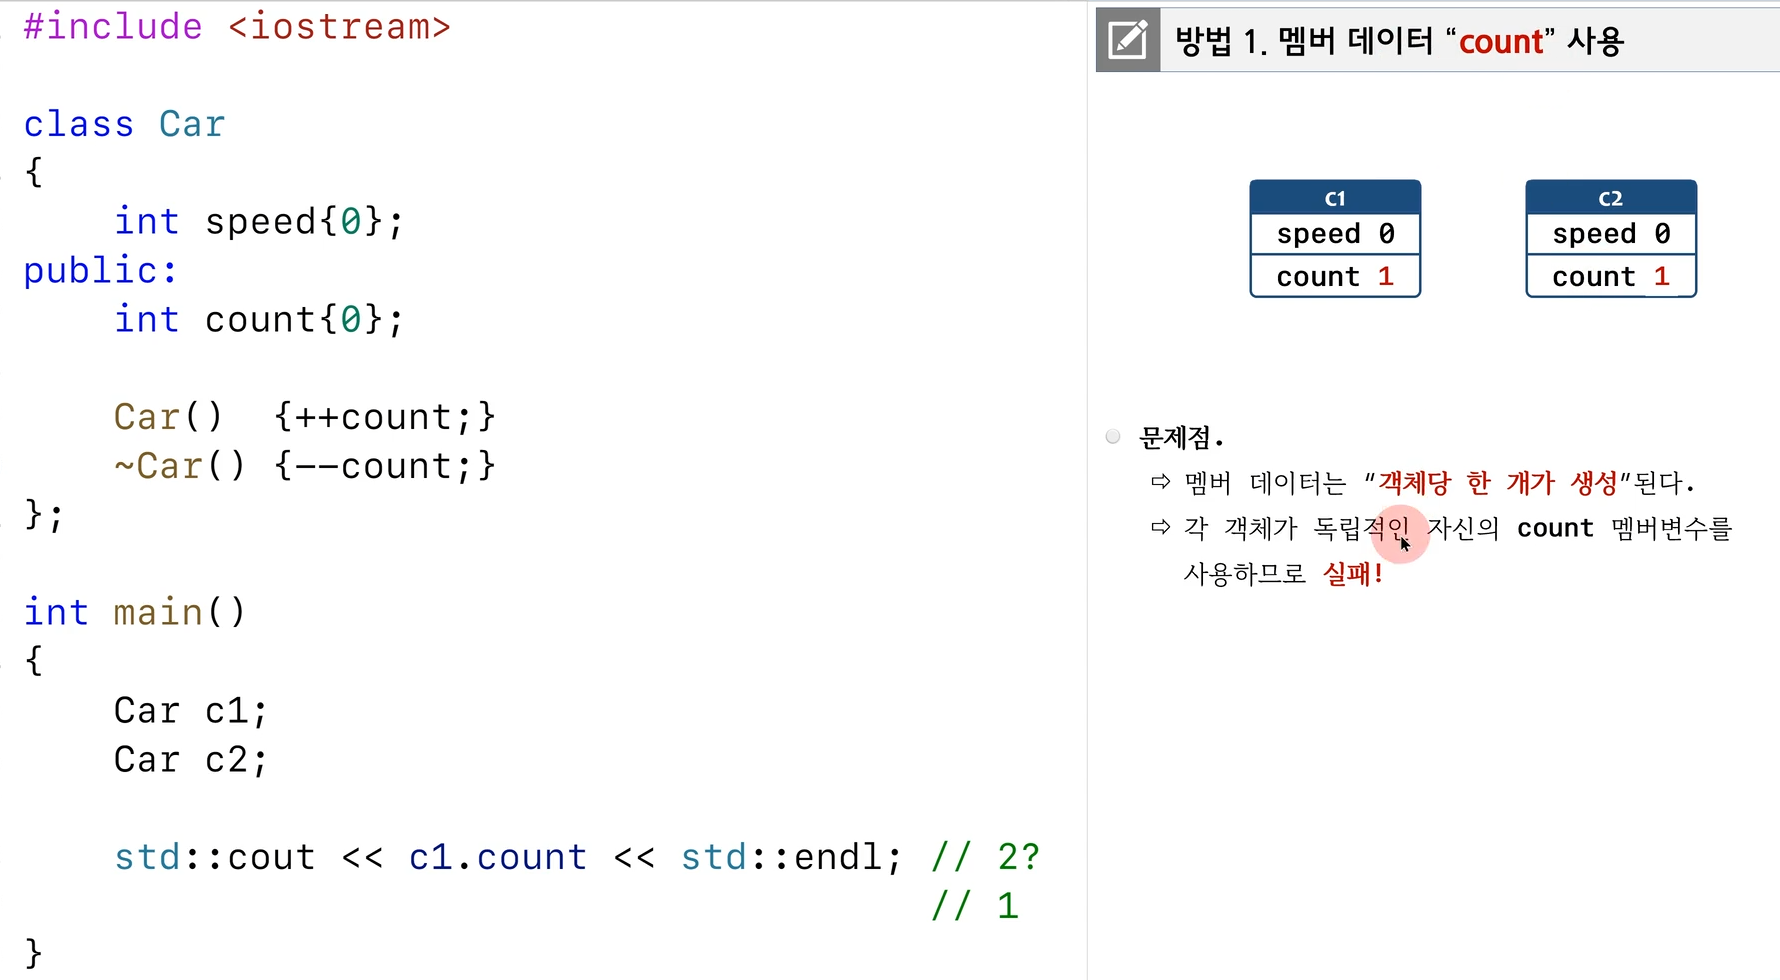 #include <iostream>
class Car
{
    int speed{0};
public:
    int count{0};
    Car()  {++count;}
    ~Car() {--count;}
};
int main()
{
    Car c1;
    Car c2;
    std::cout << c1.count << std::endl; // 2?
                                        // 1
}
방법 1. 멤버 데이터 “count” 사용
C1
speed 0
count 1
C2
speed 0
count 1
문제점.
⇨ 멤버 데이터는 "객체당 한 개가 생성"된다.
⇨ 각 객체가 독립적인 자신의 count 멤버변수를
사용하므로 실패!